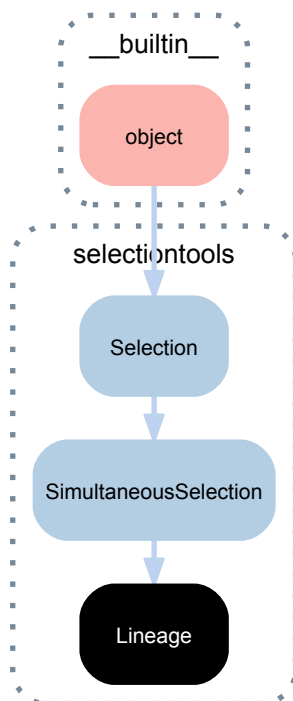 __builtin__
object
selectiontools
Selection
SimultaneousSelection
Lineage